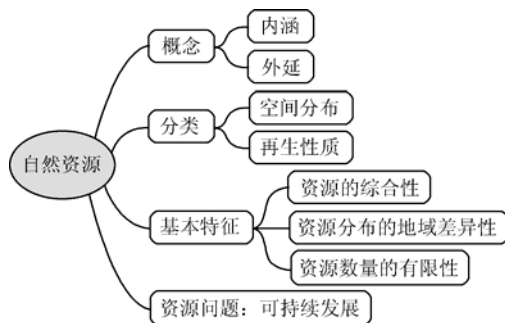 自然资源
概念
内涵
外延
分类
空间分布
再生性质
基本特征
资源的综合性
资源分布的地域差异性
资源数量的有限性
资源问题：可持续发展